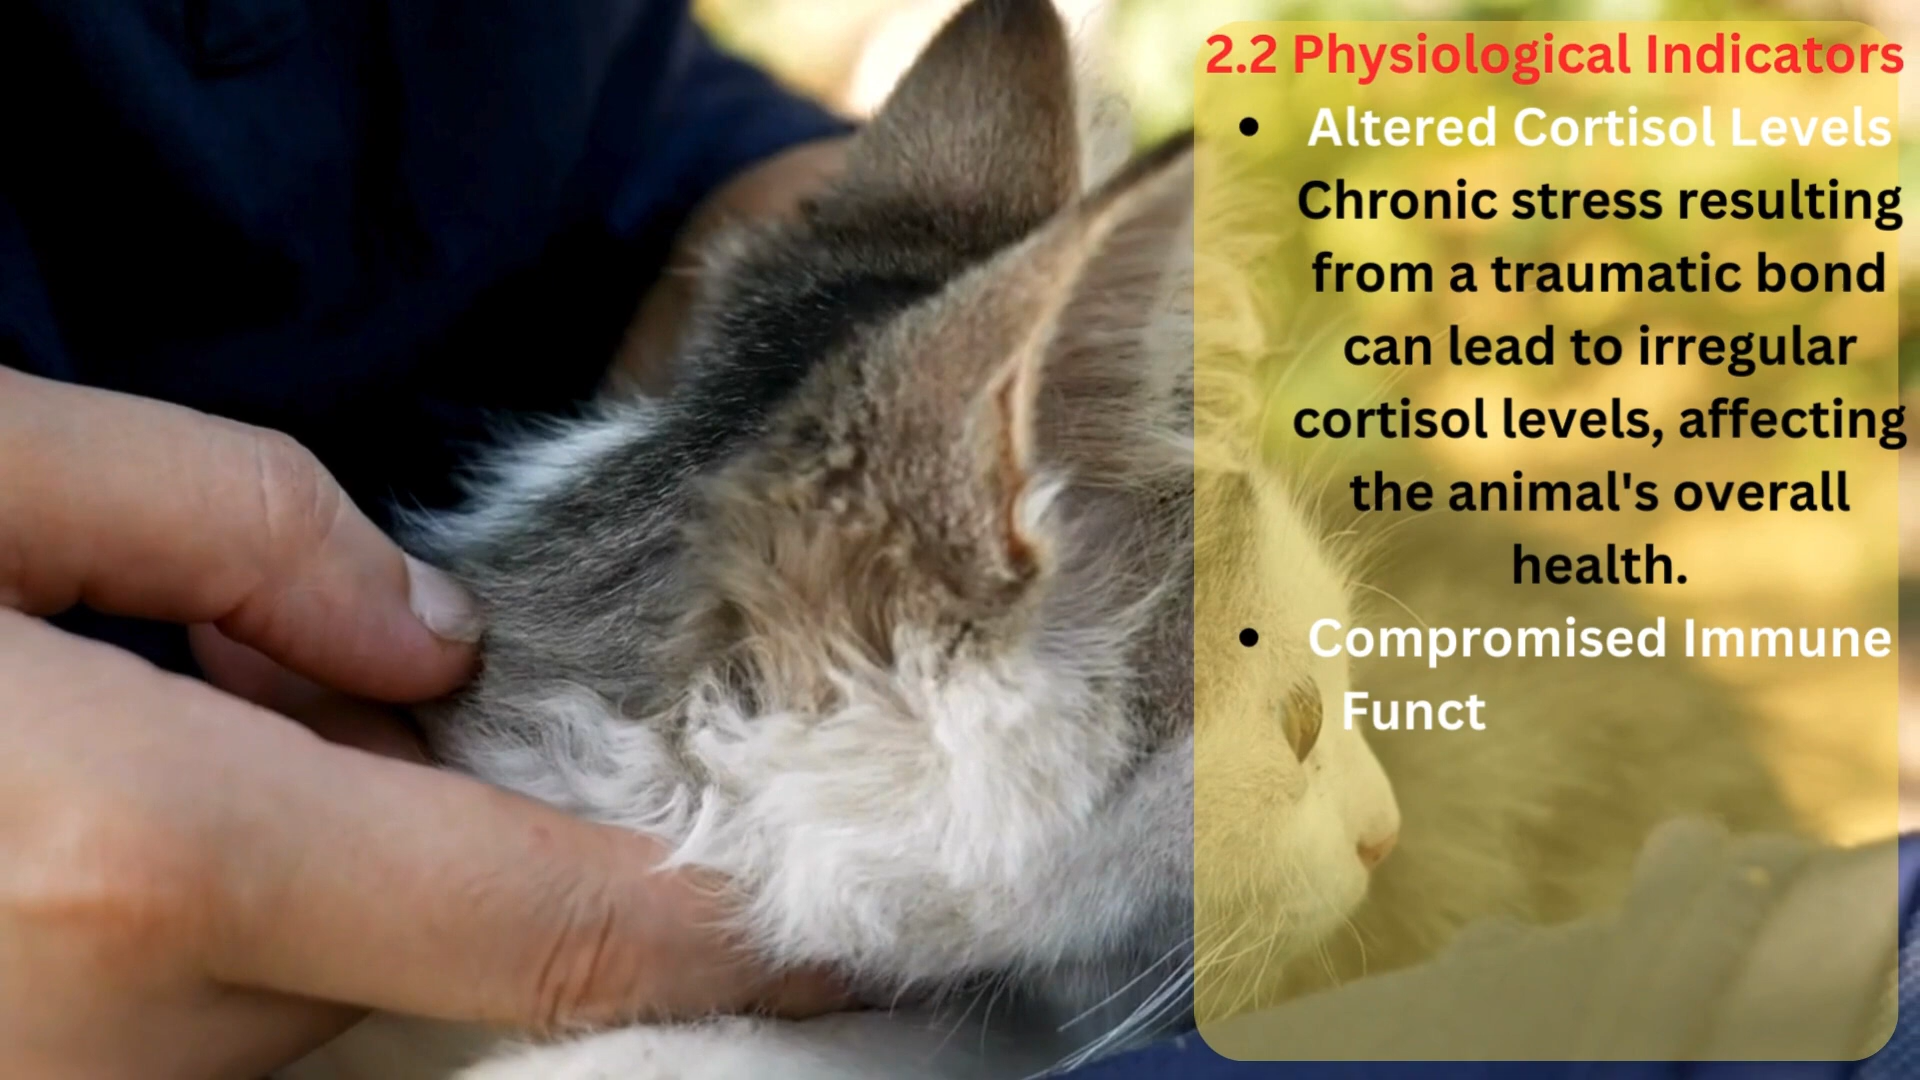 2.2 Physiological Indicators
• Altered Cortisol Levels
Chronic stress resulting
from a traumatic bond
can lead to irregular
cortisol levels, affecting
the animal's overall
health.
• Compromised Immune
Funct